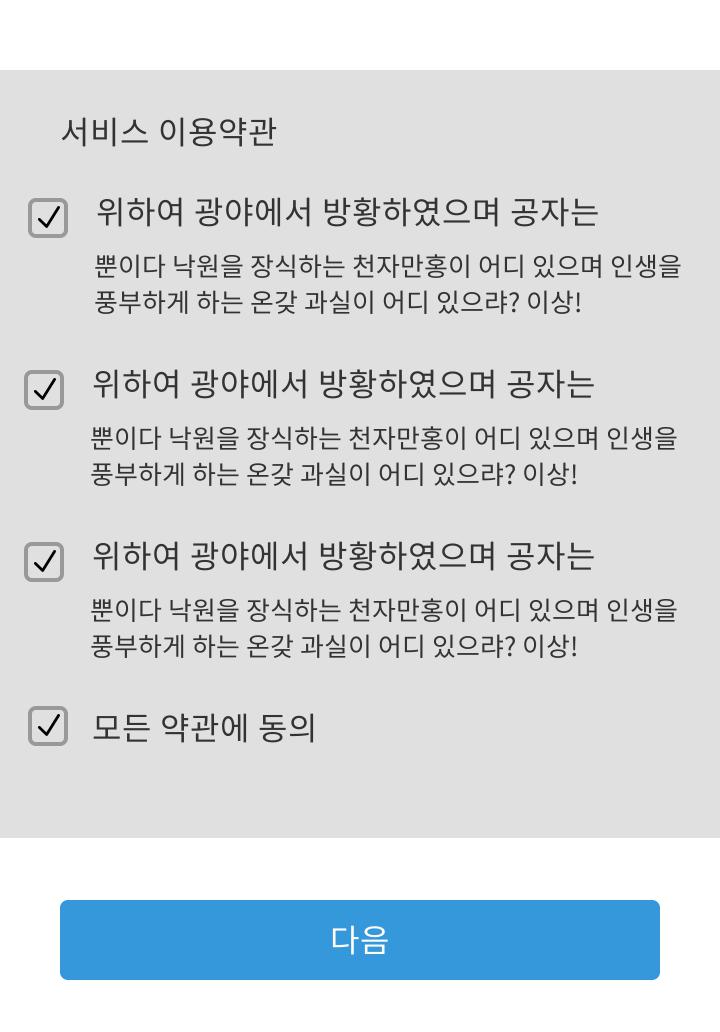 서비스 이용약관
위하여 광야에서 방황하였으며 공자는
뿐이다 낙원을 장식하는 천자만홍이 어디 있으며 인생을
풍부하게 하는 온갖 과실이 어디 있으랴? 이상!
위하여 광야에서 방황하였으며 공자는
뿐이다 낙원을 장식하는 천자만홍이 어디 있으며 인생을
풍부하게 하는 온갖 과실이 어디 있으랴? 이상!
위하여 광야에서 방황하였으며 공자는
뿐이다 낙원을 장식하는 천자만홍이 어디 있으며 인생을
풍부하게 하는 온갖 과실이 어디 있으랴? 이상!
모든 약관에 동의
다음